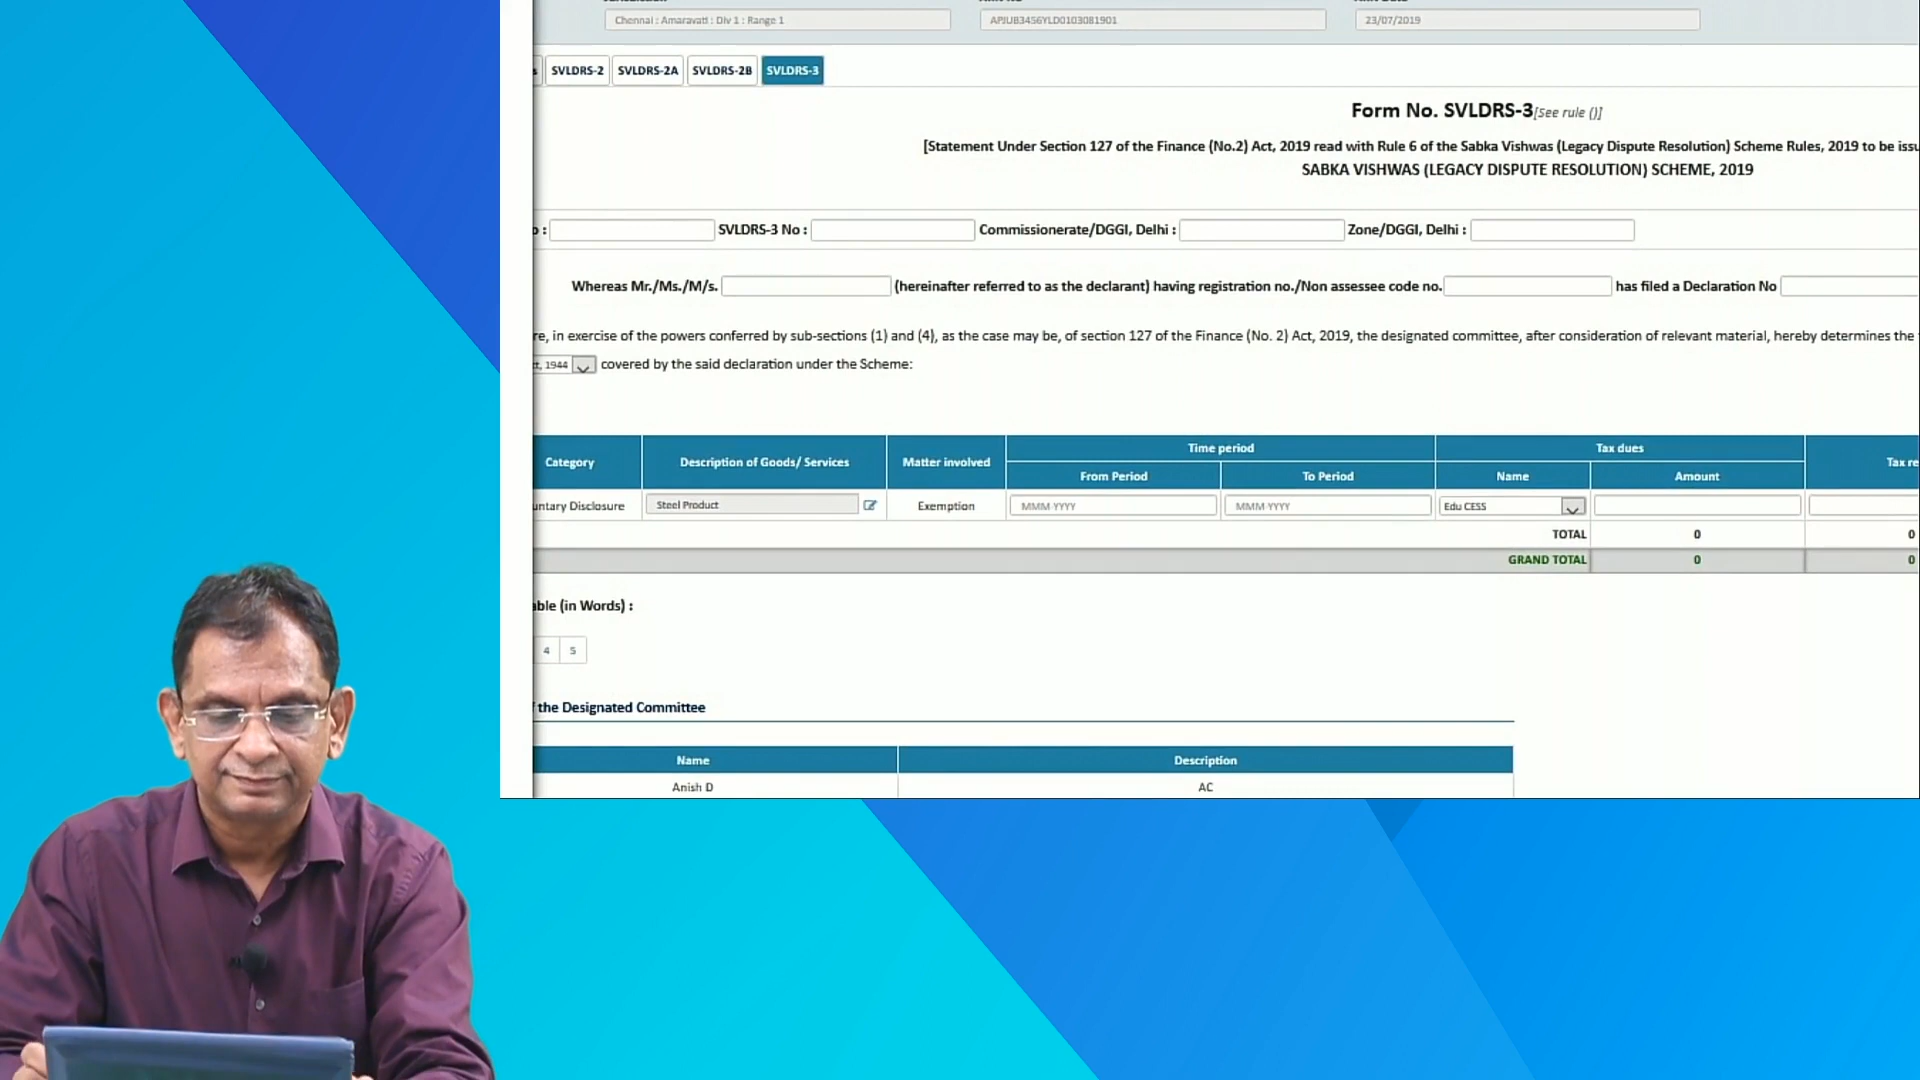 Chennai : Amaravati : Div 1 : Range 1
APJUB3456YLD0103081901
23/07/2019
s SVLDRS-2 SVLDRS-2A SVLDRS-2B SVLDRS-3
Form No. SVLDRS-3[See rule ()]
[Statement Under Section 127 of the Finance (No.2) Act, 2019 read with Rule 6 of the Sabka Vishwas (Legacy Dispute Resolution) Scheme Rules, 2019 to be issu
SABKA VISHWAS (LEGACY DISPUTE RESOLUTION) SCHEME, 2019
o : SVLDRS-3 No : Commissionerate/DGGI, Delhi : Zone/DGGI, Delhi :
Whereas Mr./Ms./M/s. (hereinafter referred to as the declarant) having registration no./Non assessee code no. has filed a Declaration No
re, in exercise of the powers conferred by sub-sections (1) and (4), as the case may be, of section 127 of the Finance (No. 2) Act, 2019, the designated committee, after consideration of relevant material, hereby determines the
ct, 1944 covered by the said declaration under the Scheme:
Category Description of Goods/ Services Matter involved Time period Tax dues Tax re
From Period To Period Name Amount
untary Disclosure Steel Product Exemption MMM-YYYY MMM-YYYY Edu CESS
TOTAL 0 0
GRAND TOTAL 0 0
able (in Words) :
4 5
f the Designated Committee
Name Description
Anish D AC